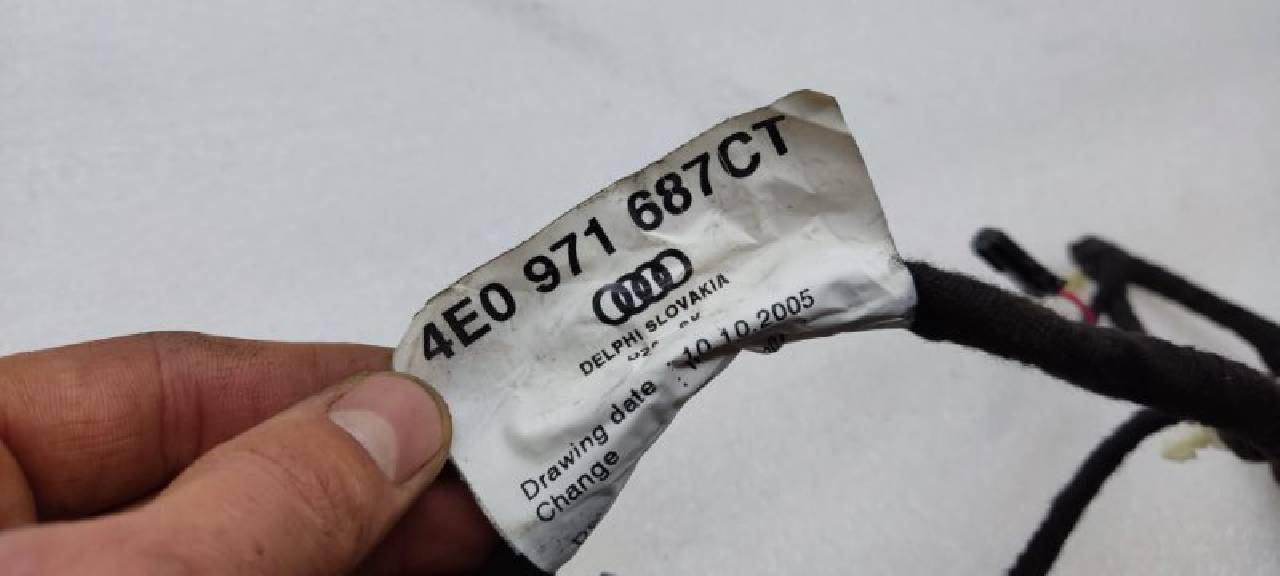 4E0 971 687CT
DELPHI SLOVAKIA
Drawing date : 10.10.2005
Change :